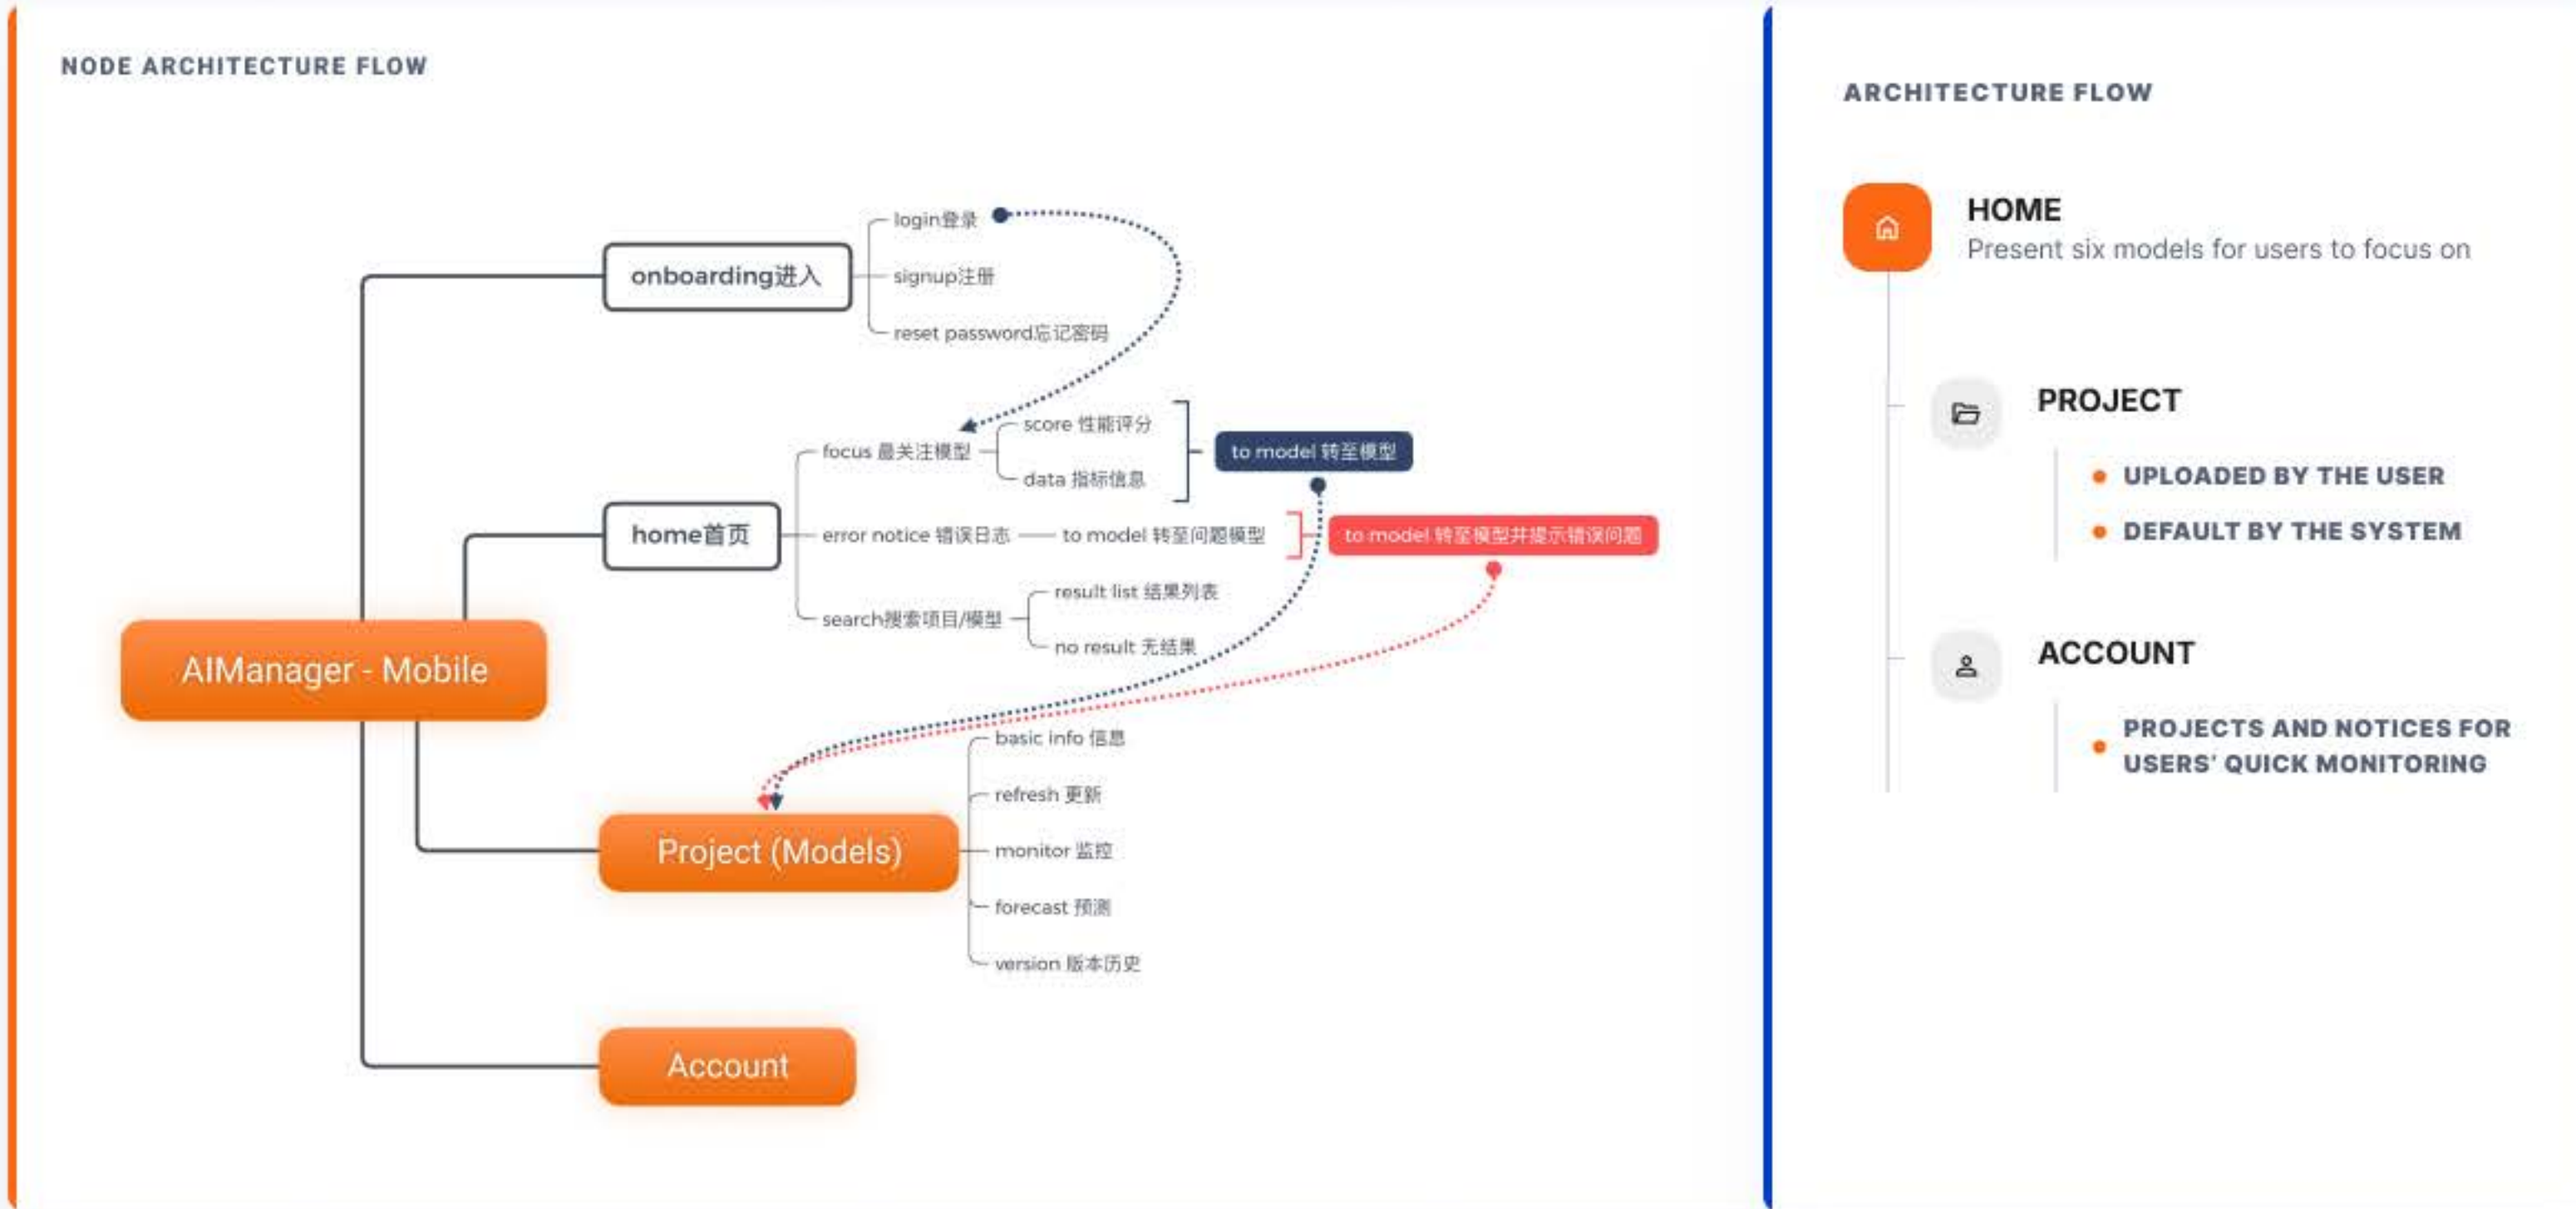 NODE ARCHITECTURE FLOW
login登录
onboarding进入
signup注册
reset password忘记密码
score 性能评分
focus 最关注模型
to model 转至模型
data 指标信息
home首页
error notice 错误日志
to model 转至问题模型
to model 转至模型并提示错误问题
result list 结果列表
search搜索项目/模型
no result 无结果
AIManager - Mobile
basic info 信息
refresh 更新
Project (Models)
monitor 监控
forecast 预测
version 版本历史
Account
ARCHITECTURE FLOW
HOME
Present six models for users to focus on
PROJECT
UPLOADED BY THE USER
DEFAULT BY THE SYSTEM
ACCOUNT
PROJECTS AND NOTICES FOR
USERS' QUICK MONITORING